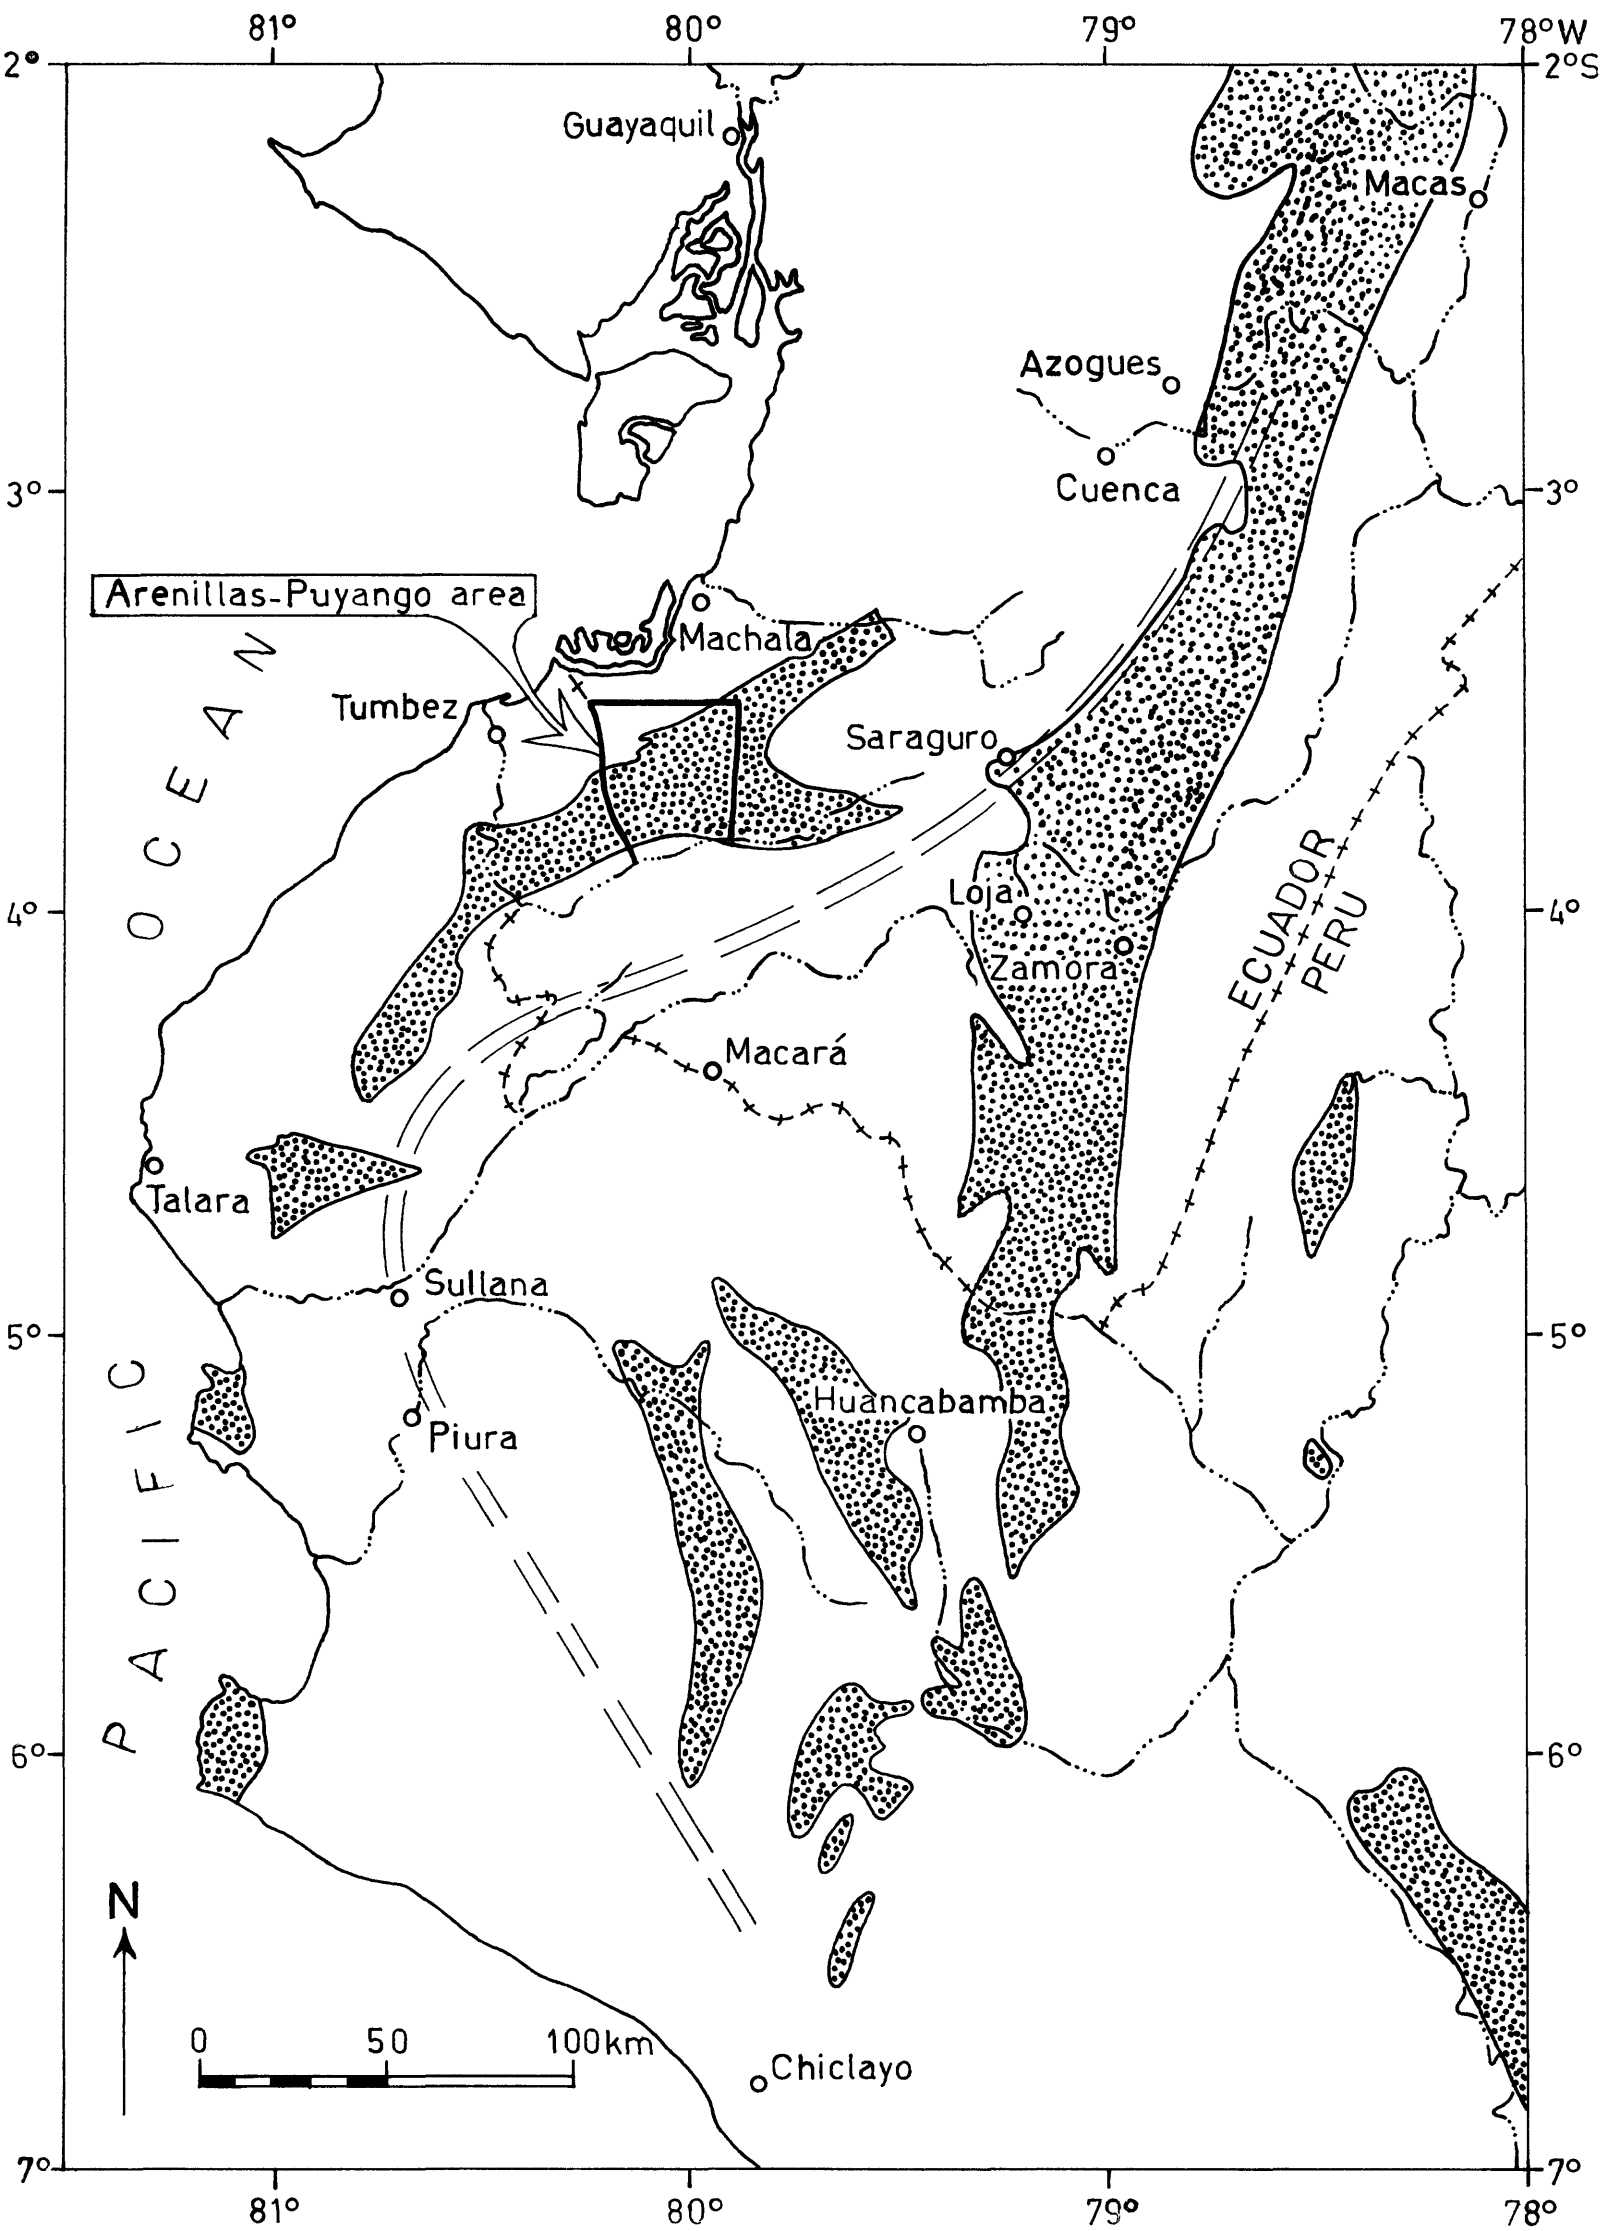 81° 80° 79° 78°W
2° 2°S
Guayaquil
Macas
Azogues
Cuenca
3° 3°
Arenillas-Puyango area
Machala
Tumbez
Saraguro
Loja
4° 4°
Zamora
ECUADOR
PERU
Macará
Talara
Sullana
5° 5°
Huancabamba
Piura
PACIFIC OCEAN
6° 6°
N
0 50 100km
Chiclayo
7° 7°
81° 80° 79° 78°